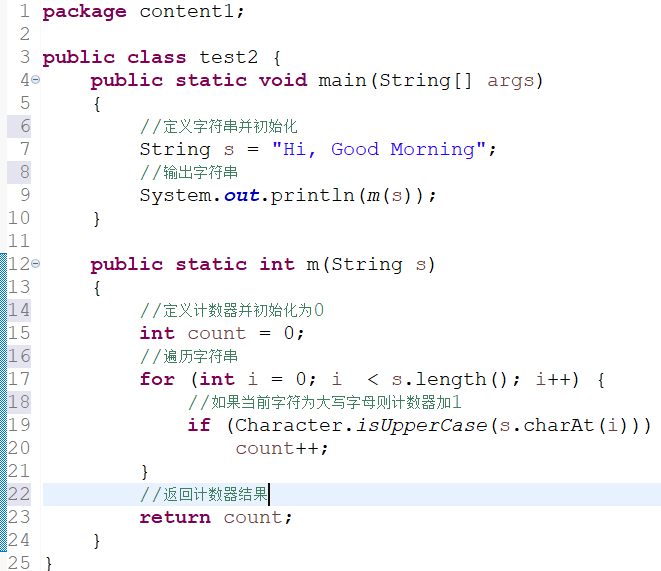 1 package content1;
2
3 public class test2 {
4     public static void main(String[] args)
5     {
6         //定义字符串并初始化
7         String s = "Hi, Good Morning";
8         //输出字符串
9         System.out.println(m(s));
10     }
11
12     public static int m(String s)
13     {
14         //定义计数器并初始化为0
15         int count = 0;
16         //遍历字符串
17         for (int i = 0; i  < s.length(); i++) {
18             //如果当前字符为大写字母则计数器加1
19             if (Character.isUpperCase(s.charAt(i)))
20                 count++;
21         }
22         //返回计数器结果
23         return count;
24     }
25 }